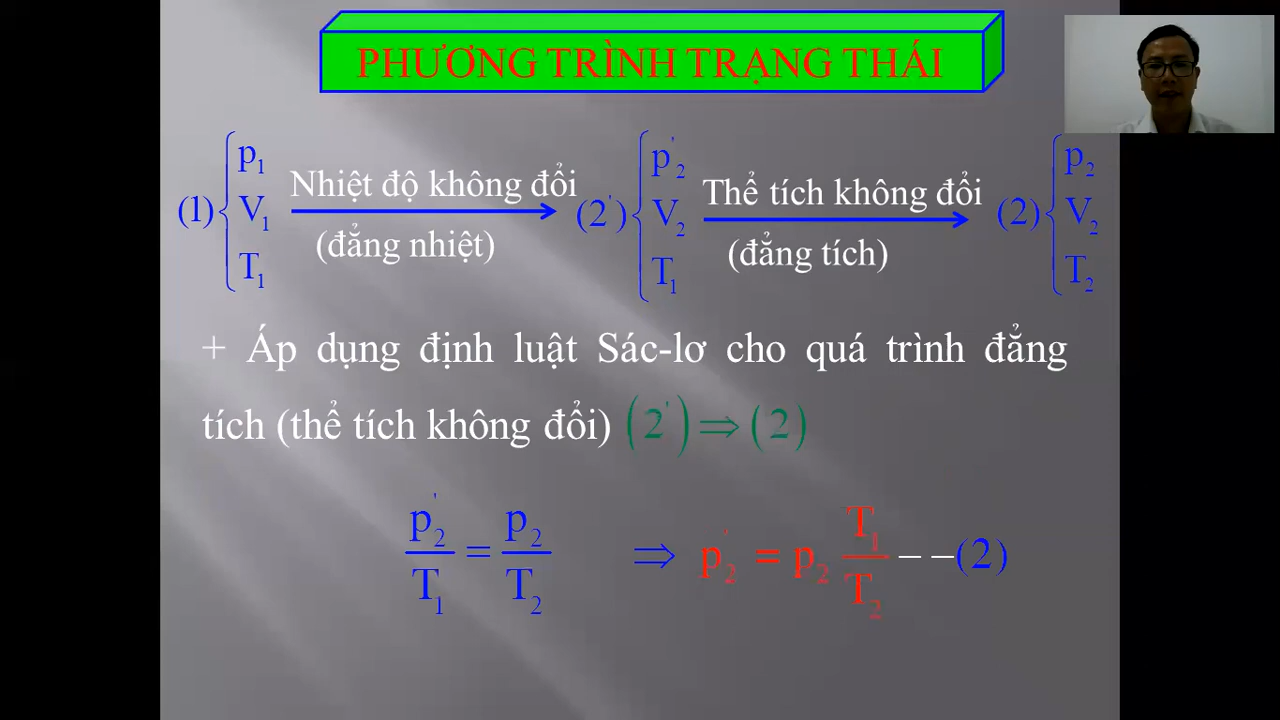 PHƯƠNG TRÌNH TRẠNG THÁI
(1) { p₁ V₁ T₁
Nhiệt độ không đổi
(đẳng nhiệt)
(2') { p'₂ V₂ T₁
Thể tích không đổi
(đẳng tích)
(2) { p₂ V₂ T₂
+ Áp dụng định luật Sác-lơ cho quá trình đẳng
tích (thể tích không đổi) (2') ⇒ (2)
p'₂/T₁ = p₂/T₂ ⇒ p'₂ = p₂ T₁/T₂ – –(2)